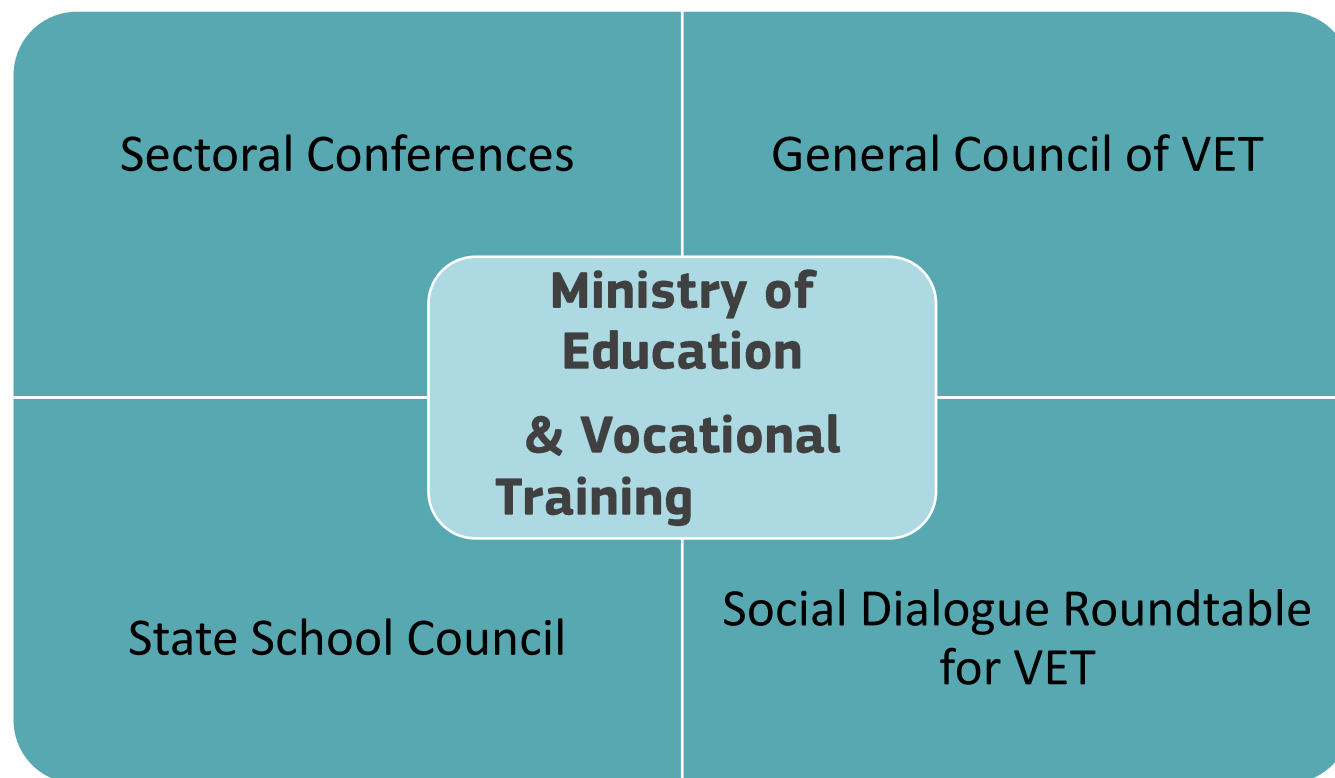 Sectoral Conferences
General Council of VET
Ministry of
Education
& Vocational
Training
State School Council
Social Dialogue Roundtable
for VET